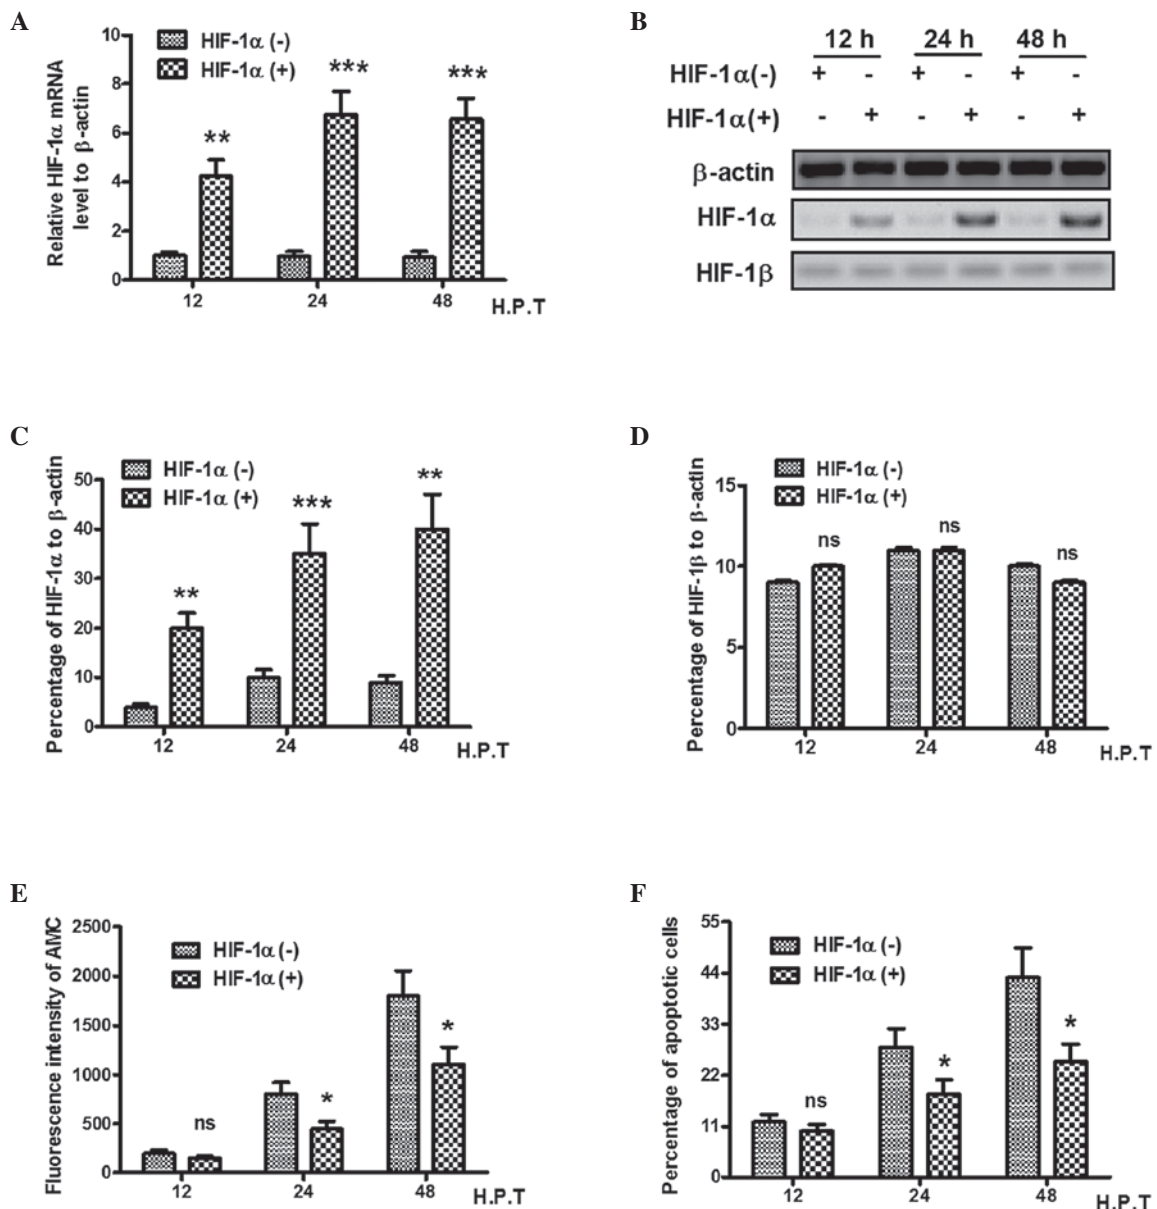 A
10
8
6
4
2
0
Relative HIF-1α mRNA
level to β-actin
HIF-1α (-)
HIF-1α (+)
**
***
***
12
24
48
H.P.T
B
12 h
24 h
48 h
HIF-1α(-)
+ - + - + -
HIF-1α(+)
- + - + - +
β-actin
HIF-1α
HIF-1β
C
Percentage of HIF-1α to β-actin
50
40
30
20
10
0
HIF-1α (-)
HIF-1α (+)
**
***
**
12
24
48
H.P.T
D
Percentage of HIF-1β to β-actin
15
10
5
0
HIF-1α (-)
HIF-1α (+)
ns
ns
ns
12
24
48
H.P.T
E
Fluorescence intensity of AMC
2500
2000
1500
1000
500
0
HIF-1α (-)
HIF-1α (+)
ns
*
*
12
24
48
H.P.T
F
Percentage of apoptotic cells
55
44
33
22
11
0
HIF-1α (-)
HIF-1α (+)
ns
*
*
12
24
48
H.P.T